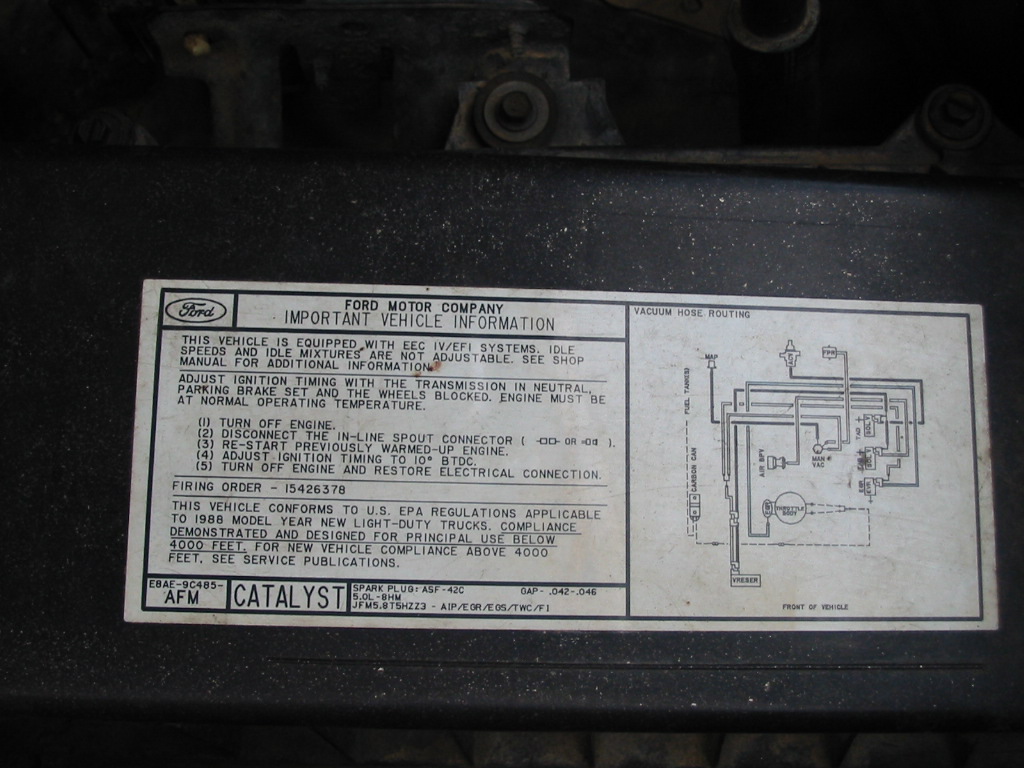 Ford
FORD MOTOR COMPANY
IMPORTANT VEHICLE INFORMATION
THIS VEHICLE IS EQUIPPED WITH EEC IV/EFI SYSTEMS. IDLE
SPEEDS AND IDLE MIXTURES ARE NOT ADJUSTABLE. SEE SHOP
MANUAL FOR ADDITIONAL INFORMATION.
ADJUST IGNITION TIMING WITH THE TRANSMISSION IN NEUTRAL,
PARKING BRAKE SET AND THE WHEELS BLOCKED. ENGINE MUST BE
AT NORMAL OPERATING TEMPERATURE.
(1) TURN OFF ENGINE.
(2) DISCONNECT THE IN-LINE SPOUT CONNECTOR ( OR ).
(3) RE-START PREVIOUSLY WARMED-UP ENGINE.
(4) ADJUST IGNITION TIMING TO 10° BTDC.
(5) TURN OFF ENGINE AND RESTORE ELECTRICAL CONNECTION.
FIRING ORDER - 15426378
THIS VEHICLE CONFORMS TO U.S. EPA REGULATIONS APPLICABLE
TO 1988 MODEL YEAR NEW LIGHT-DUTY TRUCKS. COMPLIANCE
DEMONSTRATED AND DESIGNED FOR PRINCIPAL USE BELOW
4000 FEET. FOR NEW VEHICLE COMPLIANCE ABOVE 4000
FEET, SEE SERVICE PUBLICATIONS.
E8AE-9C485-
AFM
CATALYST
SPARK PLUG: ASF-42C GAP- .042-.046
5.0L-8HM
JFM5.8T5HZZ3 - AIP/EGR/EGS/TWC/FI
VACUUM HOSE ROUTING
MAP
FPR
FUEL TANK(S)
TAD
SOL V
AIR BPV
MAN
VAC
CARBON CAN
EGR
EVR
THROTTLE
BODY
VRESER
FRONT OF VEHICLE